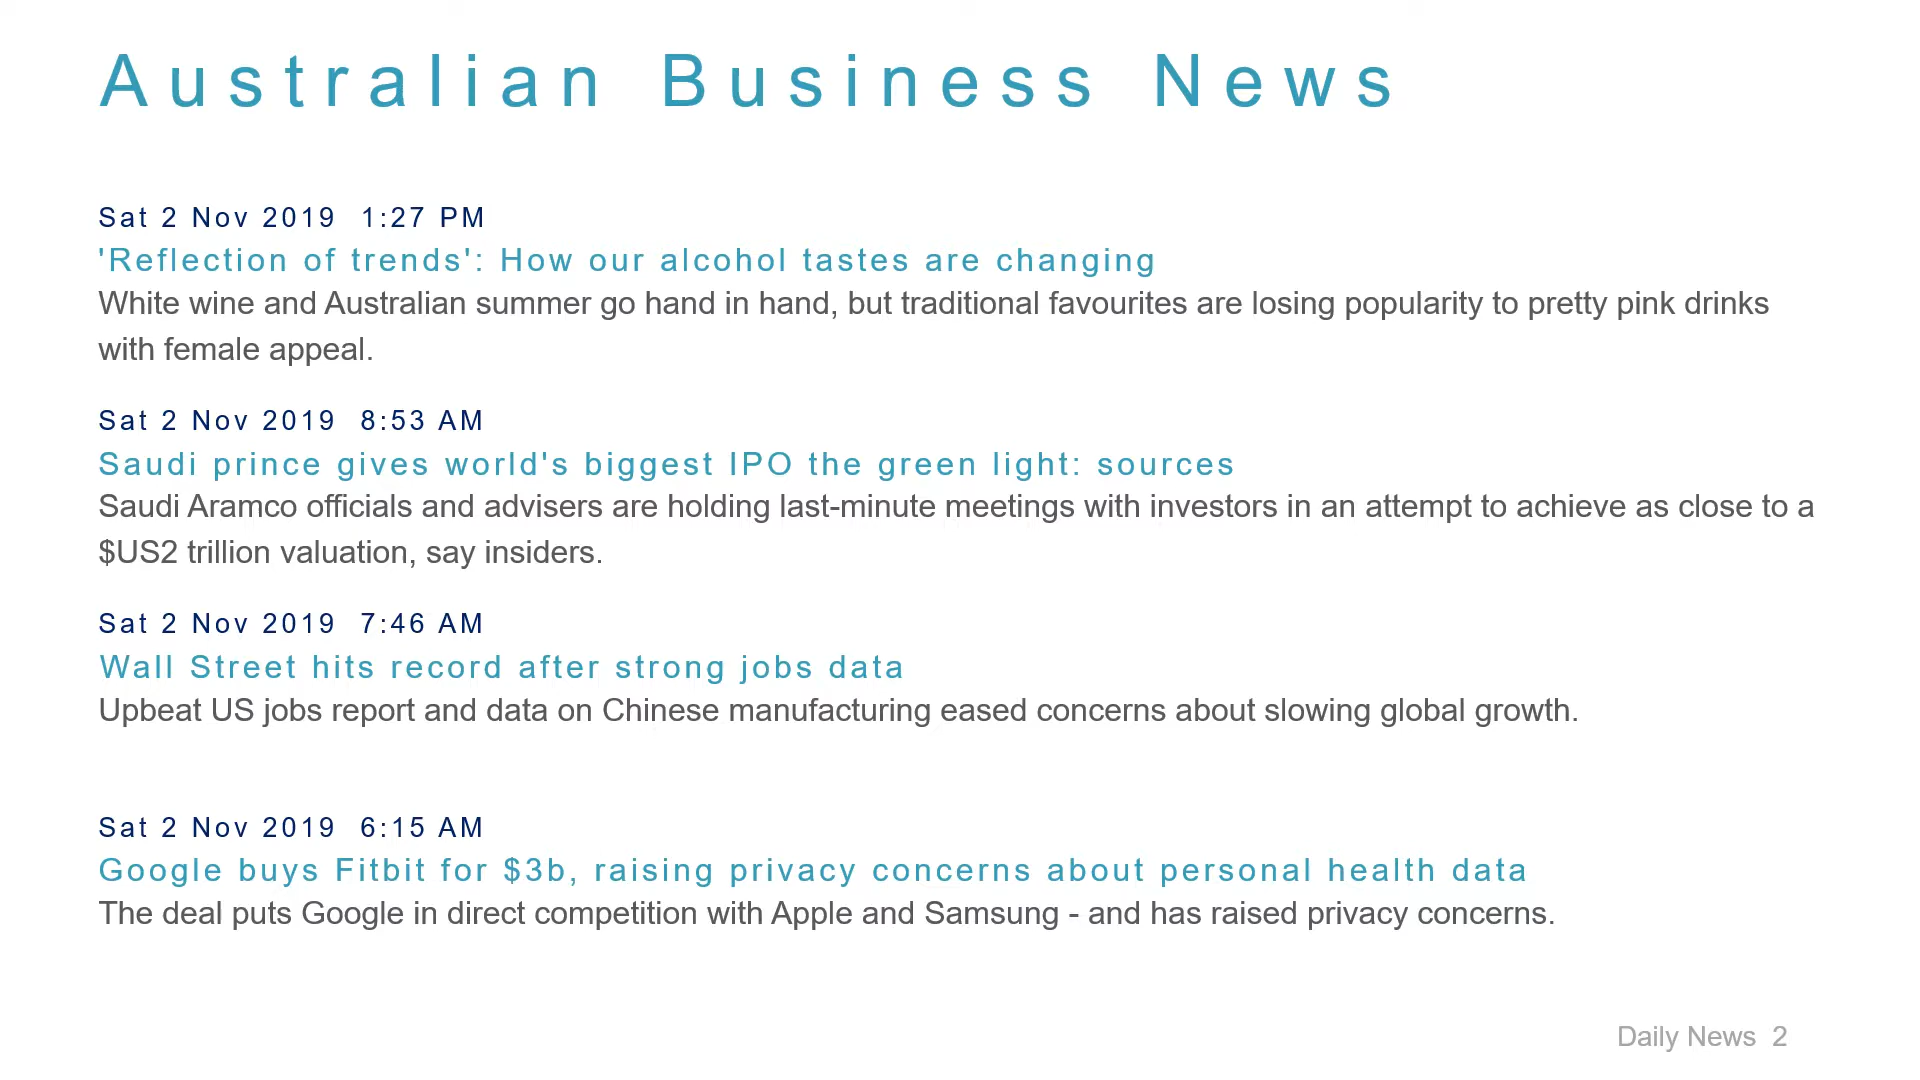 Australian Business News
Sat 2 Nov 2019 1:27 PM
'Reflection of trends': How our alcohol tastes are changing
White wine and Australian summer go hand in hand, but traditional favourites are losing popularity to pretty pink drinks
with female appeal.
Sat 2 Nov 2019 8:53 AM
Saudi prince gives world's biggest IPO the green light: sources
Saudi Aramco officials and advisers are holding last-minute meetings with investors in an attempt to achieve as close to a
$US2 trillion valuation, say insiders.
Sat 2 Nov 2019 7:46 AM
Wall Street hits record after strong jobs data
Upbeat US jobs report and data on Chinese manufacturing eased concerns about slowing global growth.
Sat 2 Nov 2019 6:15 AM
Google buys Fitbit for $3b, raising privacy concerns about personal health data
The deal puts Google in direct competition with Apple and Samsung - and has raised privacy concerns.
Daily News 2